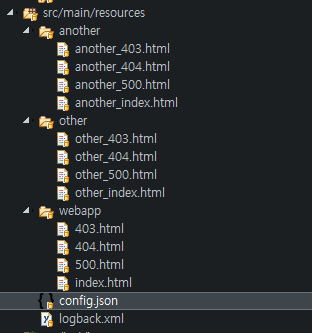 src/main/resources
another
another_403.html
another_404.html
another_500.html
another_index.html
other
other_403.html
other_404.html
other_500.html
other_index.html
webapp
403.html
404.html
500.html
index.html
config.json
logback.xml